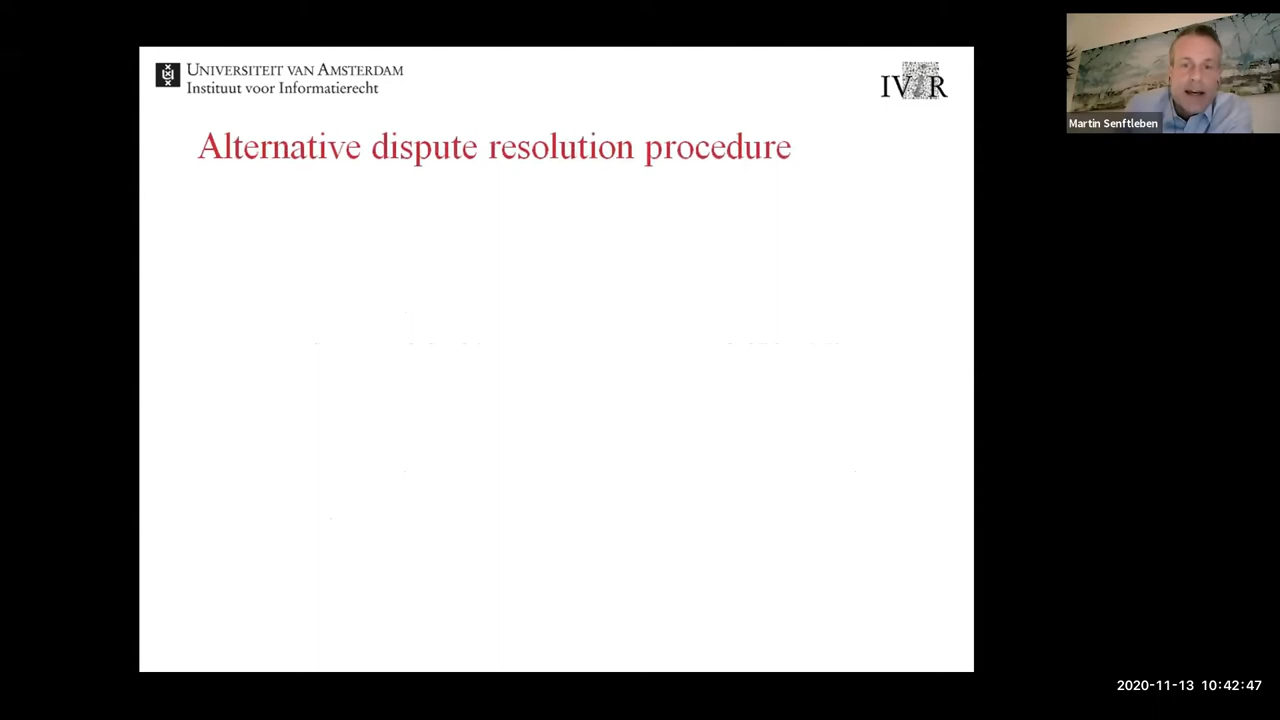 UNIVERSITEIT VAN AMSTERDAM
Instituut voor Informatierecht
IViR
Alternative dispute resolution procedure
Martin Senftleben
2020-11-13 10:42:47